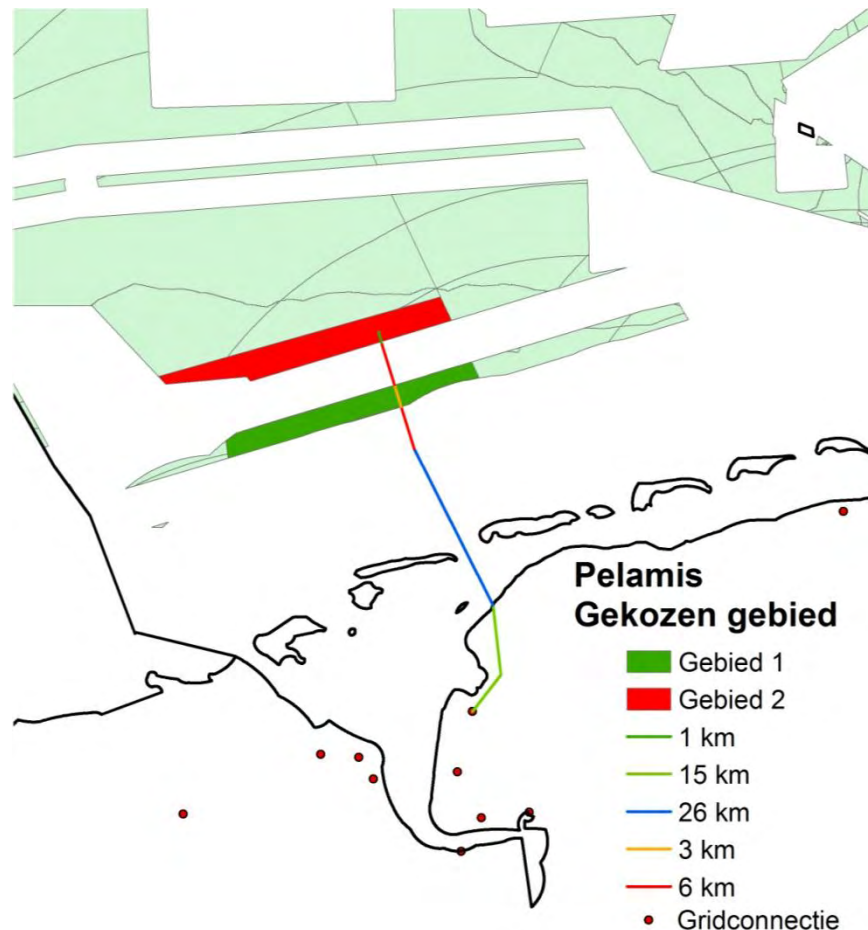 Pelamis
Gekozen gebied
Gebied 1
Gebied 2
1 km
15 km
26 km
3 km
6 km
Gridconnectie